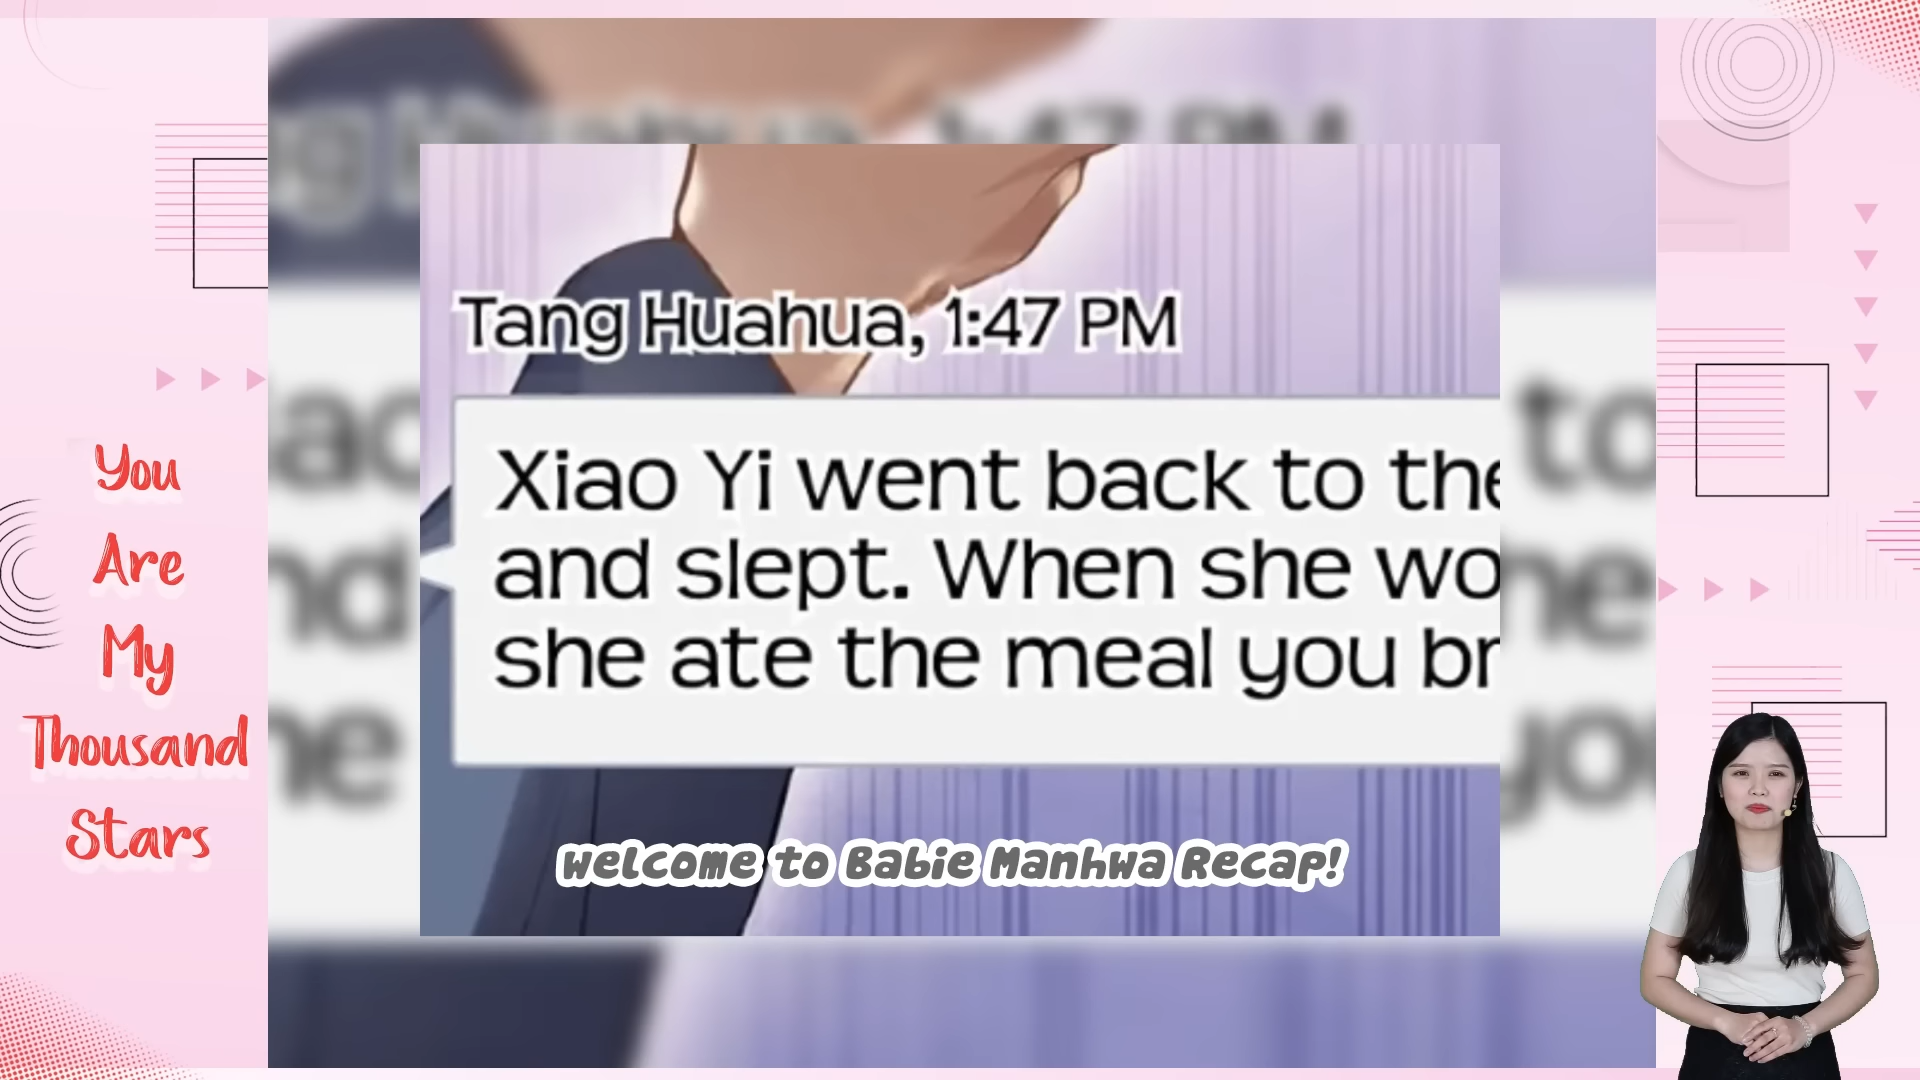 You
Are
My
Thousand
Stars
Tang Huahua, 1:47 PM
Xiao Yi went back to the
and slept. When she wo
she ate the meal you br
welcome to Babie Manhwa Recap!